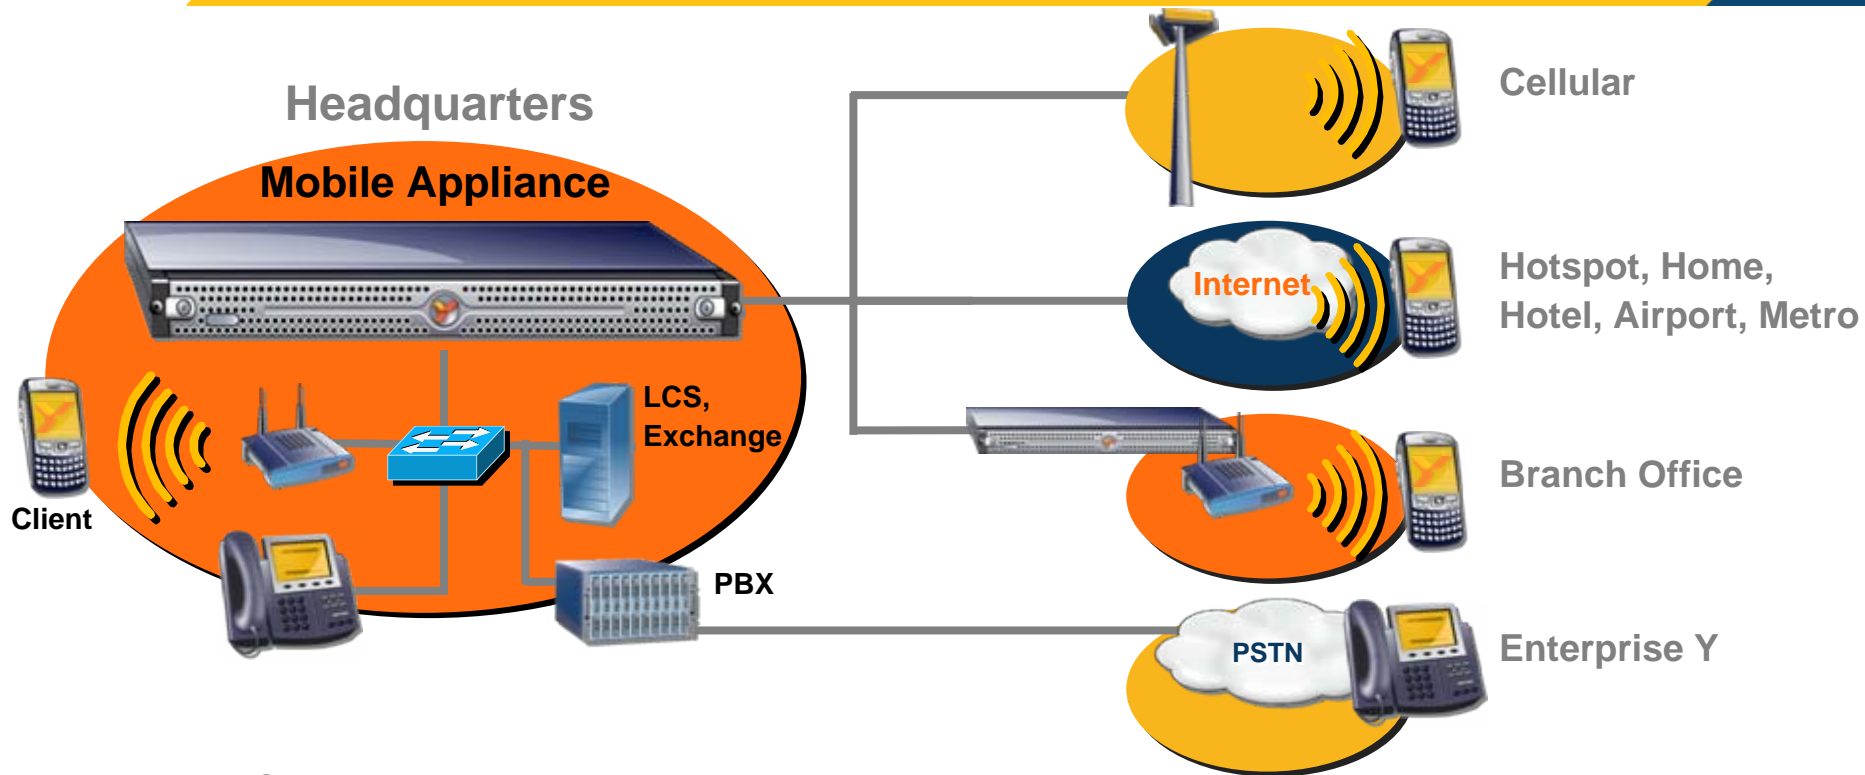 Headquarters
Mobile Appliance
LCS,
Exchange
Client
PBX
Cellular
Internet
Hotspot, Home,
Hotel, Airport, Metro
Branch Office
PSTN
Enterprise Y